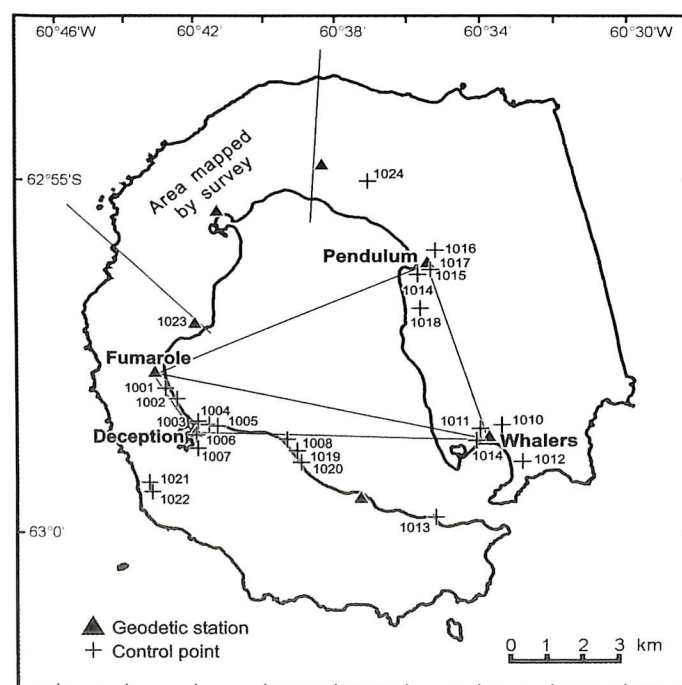 60°46'W 60°42' 60°38' 60°34' 60°30'W
62°55'S
Area mapped
by survey
1024
Pendulum
1016
1017
1015
1014
1018
1023
Fumarole
1001
1002
1004
1003
1005
Deception
1006
1007
1008
1019
1020
1011
1010
Whalers
1014
1012
1021
1022
1013
63°0'
Geodetic station
Control point
0 1 2 3 km